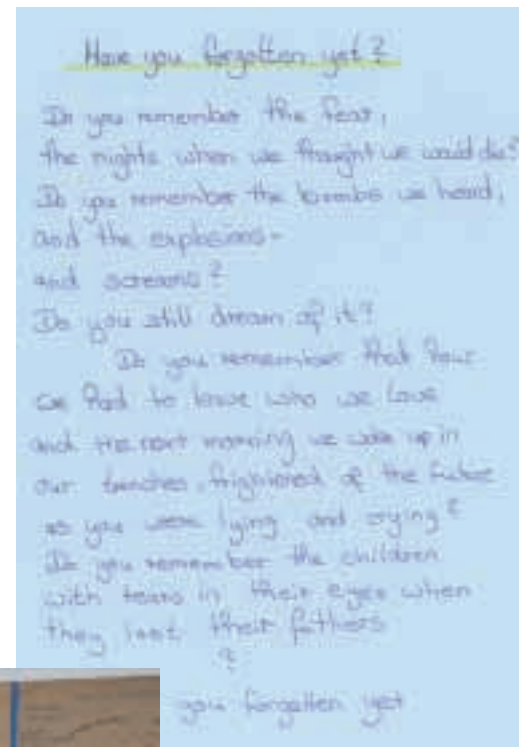 Have you forgotten yet?
Do you remember the fear,
the nights when we thought we would die?
Do you remember the bombs we heard,
and the explosions -
and screams?
Do you still dream of it?
Do you remember that hour
we had to leave who we love
and the next morning we woke up in
our trenches, frightened of the future
as you were lying and crying?
Do you remember the children
with tears in their eyes when
they lost their fathers
?
you forgotten yet